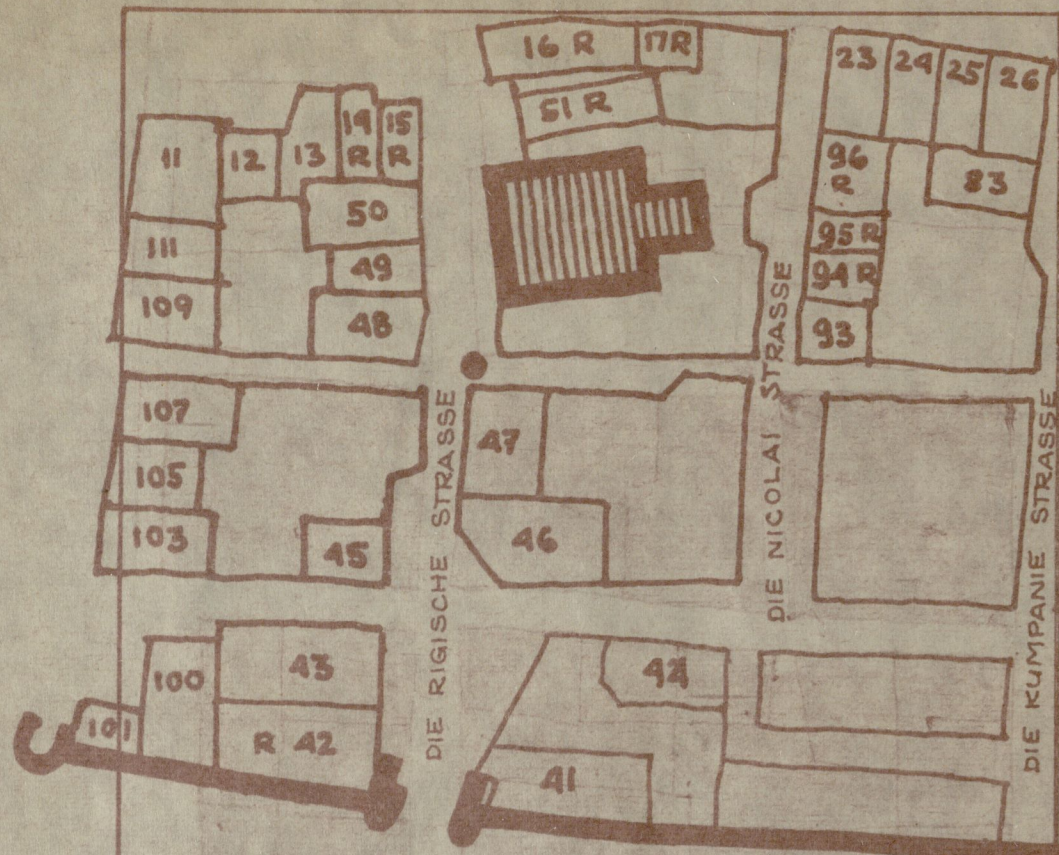 16 R
17R
23
24
25
26
51 R
11
12
13
14
R
15
R
96
R
83
50
95 R
111
49
94 R
109
48
93
107
47
105
46
103
45
43
100
44
101
R 42
41
DIE RIGISCHE STRASSE
DIE NICOLAI STRASSE
DIE KUMPANIE STRASSE